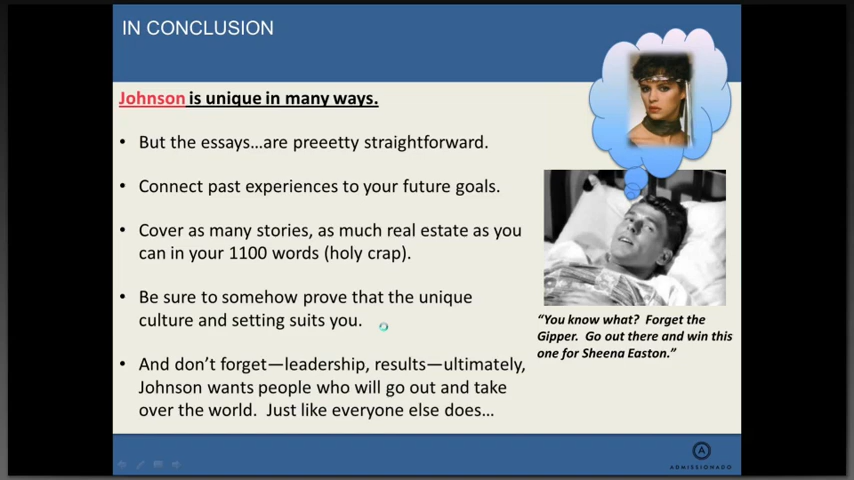 IN CONCLUSION
Johnson is unique in many ways.
• But the essays…are preeetty straightforward.
• Connect past experiences to your future goals.
• Cover as many stories, as much real estate as you
can in your 1100 words (holy crap).
• Be sure to somehow prove that the unique
culture and setting suits you.
• And don’t forget—leadership, results—ultimately,
Johnson wants people who will go out and take
over the world. Just like everyone else does…
“You know what? Forget the
Gipper. Go out there and win this
one for Sheena Easton.”
A
ADMISSIONADO